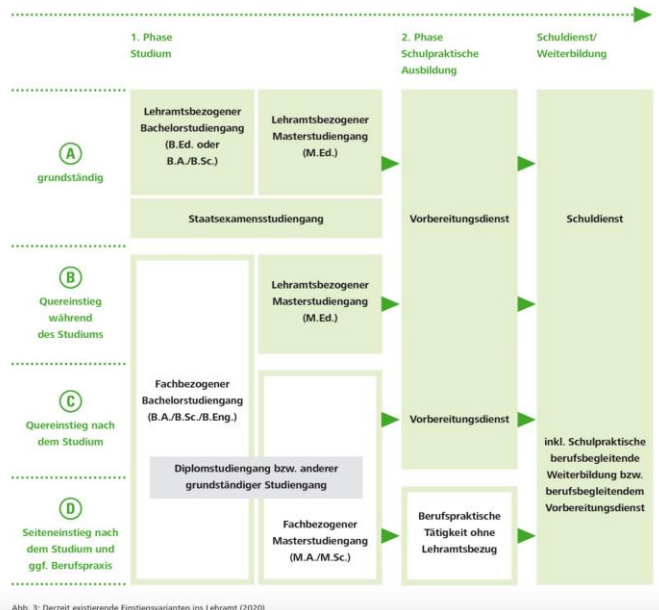 1. Phase
Studium
2. Phase
Schulpraktische
Ausbildung
Schuldienst/
Weiterbildung
A
grundständig
Lehramtsbezogener
Bachelorstudiengang
(B.Ed. oder
B.A./B.Sc.)
Lehramtsbezogener
Masterstudiengang
(M.Ed.)
Staatsexamensstudiengang
Vorbereitungsdienst
Schuldienst
B
Quereinstieg
während
des Studiums
Lehramtsbezogener
Masterstudiengang
(M.Ed.)
C
Quereinstieg nach
dem Studium
Fachbezogener
Bachelorstudiengang
(B.A./B.Sc./B.Eng.)
Vorbereitungsdienst
inkl. Schulpraktische
berufsbegleitende
Weiterbildung bzw.
berufsbegleitendem
Vorbereitungsdienst
Diplomstudiengang bzw. anderer
grundständiger Studiengang
D
Seiteneinstieg nach
dem Studium und
ggf. Berufspraxis
Fachbezogener
Masterstudiengang
(M.A./M.Sc.)
Berufspraktische
Tätigkeit ohne
Lehramtsbezug
Abb. 3: Derzeit existierende Einstiegsvarianten ins Lehramt (2020)